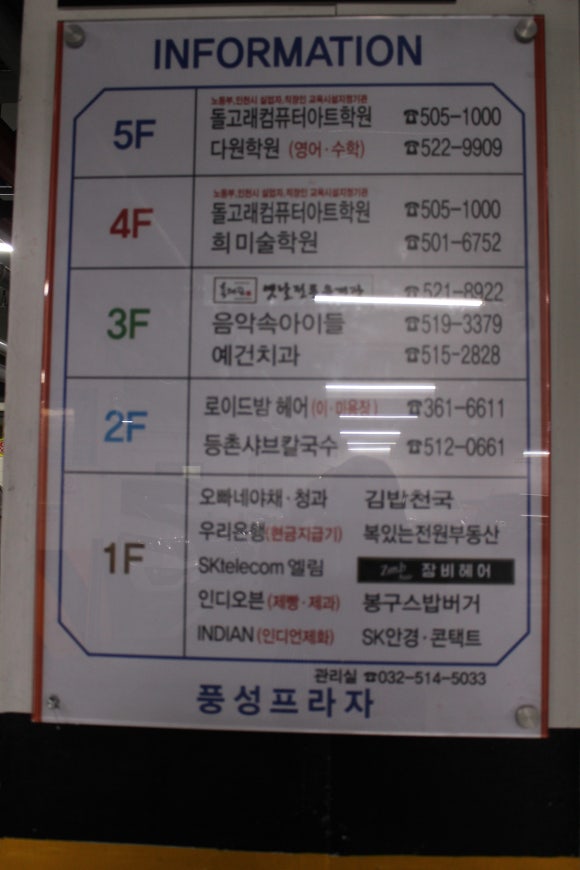 INFORMATION
5F
노동부,인천시 실업자,직장인 교육시설지정기관
돌고래컴퓨터아트학원 ☎505-1000
다원학원 (영어·수학) ☎522-9909
4F
노동부,인천시 실업자,직장인 교육시설지정기관
돌고래컴퓨터아트학원 ☎505-1000
희미술학원 ☎501-6752
3F
옛날전통 ☎521-8922
음악속아이들 ☎519-3379
예건치과 ☎515-2828
2F
로이드밤 헤어 (이·미용장) ☎361-6611
등촌샤브칼국수 ☎512-0661
1F
오빠네야채·청과 김밥천국
우리은행(현금지급기) 복있는전원부동산
SKtelecom 엘림 잠비헤어
인디오븐 (제빵·제과) 봉구스밥버거
INDIAN (인디언제화) SK안경·콘택트
관리실 ☎032-514-5033
풍성프라자